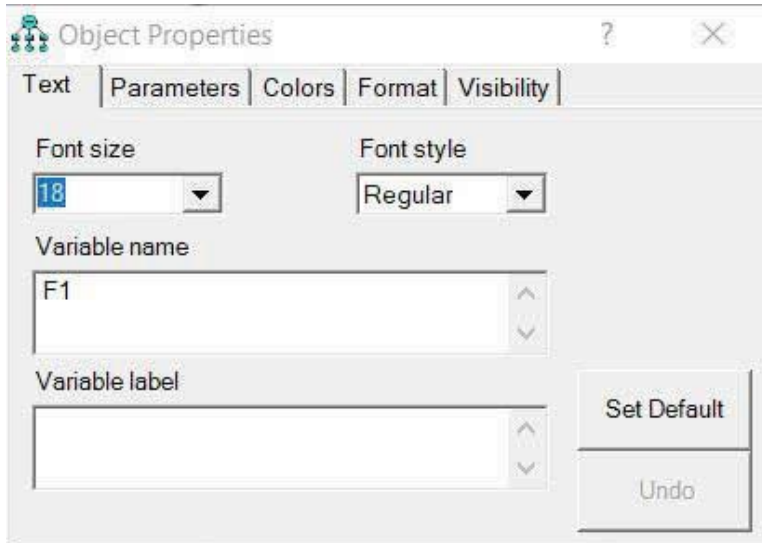 Object Properties ?
Text Parameters Colors Format Visibility
Font size Font style
18 Regular
Variable name
F1
Variable label
Set Default
Undo